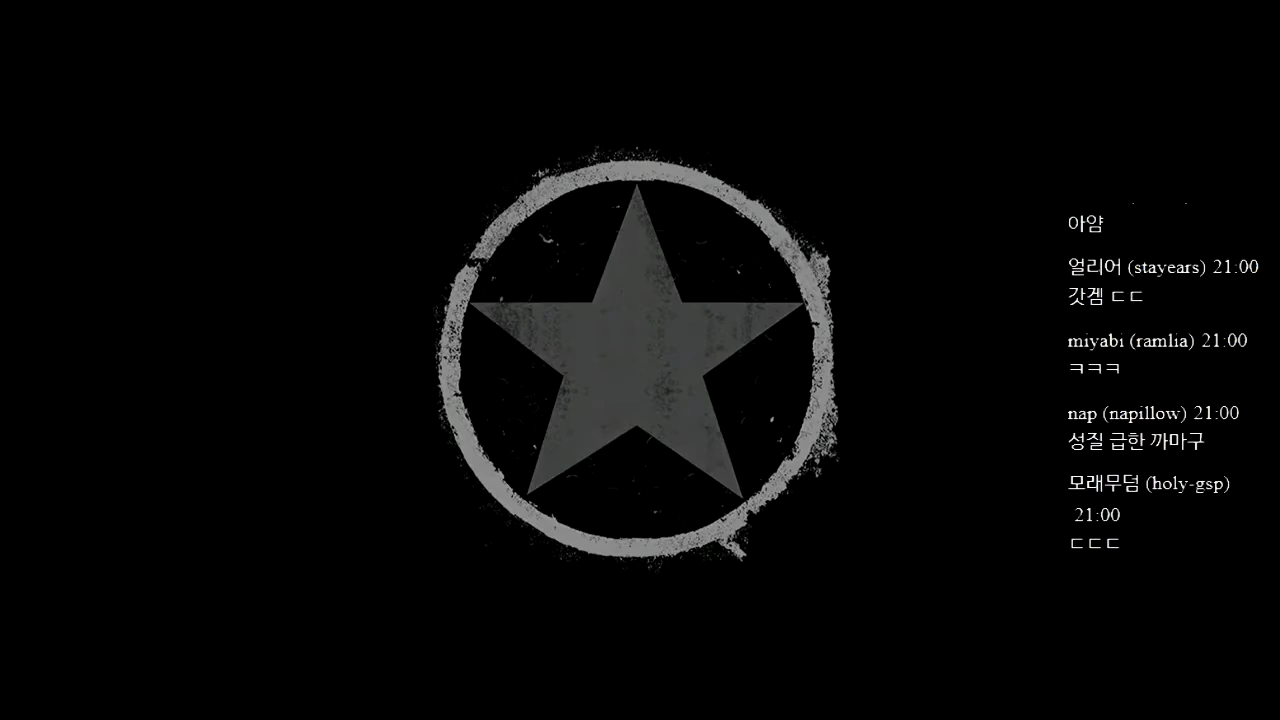 아얌
얼리어 (stayears) 21:00
갓겜 ㄷㄷ
miyabi (ramlia) 21:00
ㅋㅋㅋ
nap (napillow) 21:00
성질 급한 까마구
모래무덤 (holy-gsp)
21:00
ㄷㄷㄷ